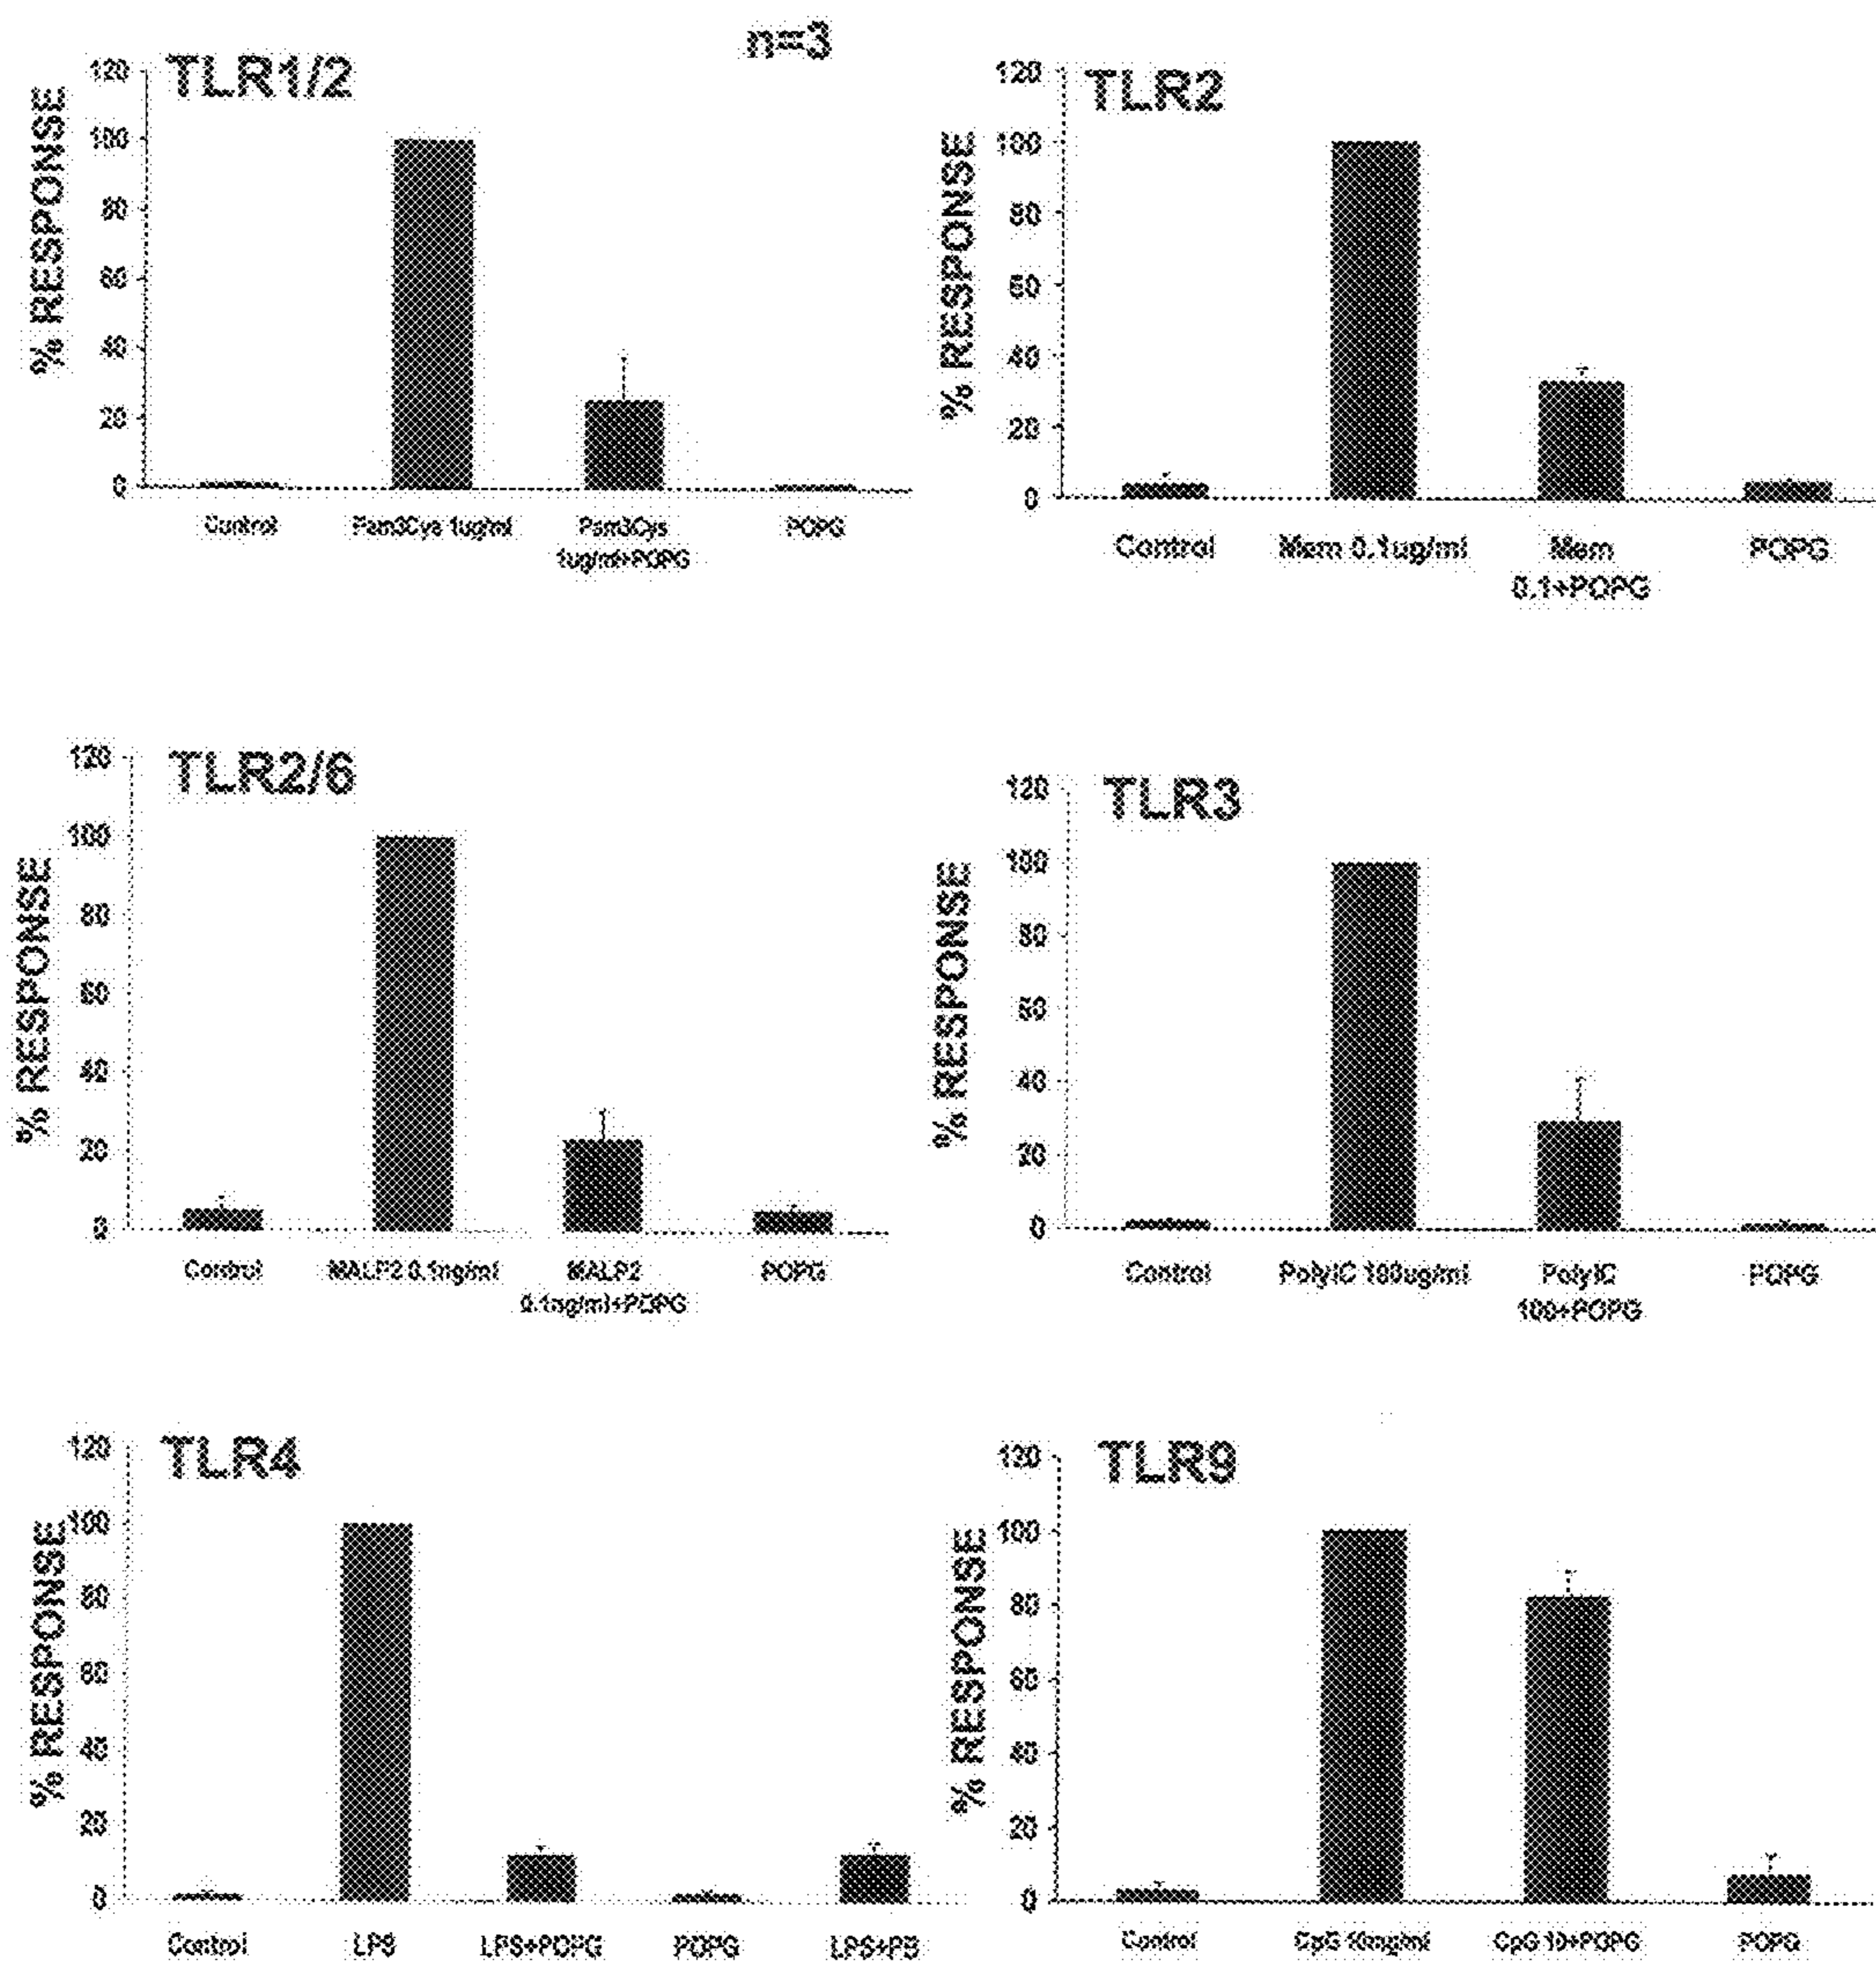 n=3
TLR1/2
% RESPONSE
120
100
80
60
40
20
0
Control
Pam3Cys 1ug/ml
Pam3Cys
1ug/ml+POPG
POPG
TLR2
% RESPONSE
120
100
80
60
40
20
0
Control
Mem 0.1ug/ml
Mem
0.1+POPG
POPG
TLR2/6
% RESPONSE
120
100
80
60
40
20
0
Control
MALP2 0.1ng/ml
MALP2
0.1ng/ml+POPG
POPG
TLR3
% RESPONSE
120
100
80
60
40
20
0
Control
PolyIC 100ug/ml
PolyIC
100+POPG
POPG
TLR4
% RESPONSE
120
100
80
60
40
20
0
Control
LPS
LPS+POPG
POPG
LPS+PB
TLR9
% RESPONSE
120
100
80
60
40
20
0
Control
CpG
CpG 10+POPG
POPG